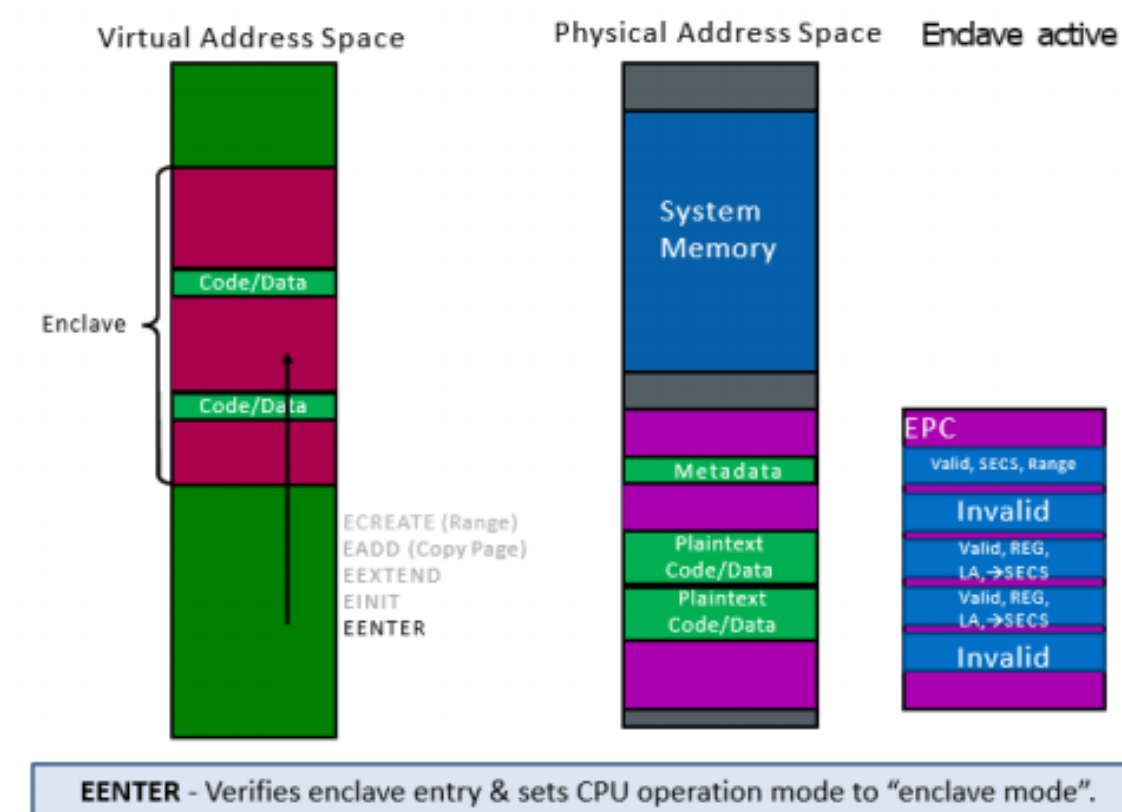 Virtual Address Space
Physical Address Space
Enclave active
System
Memory
Code/Data
Enclave
Code/Data
EPC
Metadata
Valid, SECS, Range
Invalid
ECREATE (Range)
EADD (Copy Page)
EEXTEND
EINIT
EENTER
Plaintext
Code/Data
Valid, REG,
LA,→SECS
Plaintext
Code/Data
Valid, REG,
LA,→SECS
Invalid
EENTER - Verifies enclave entry & sets CPU operation mode to “enclave mode”.